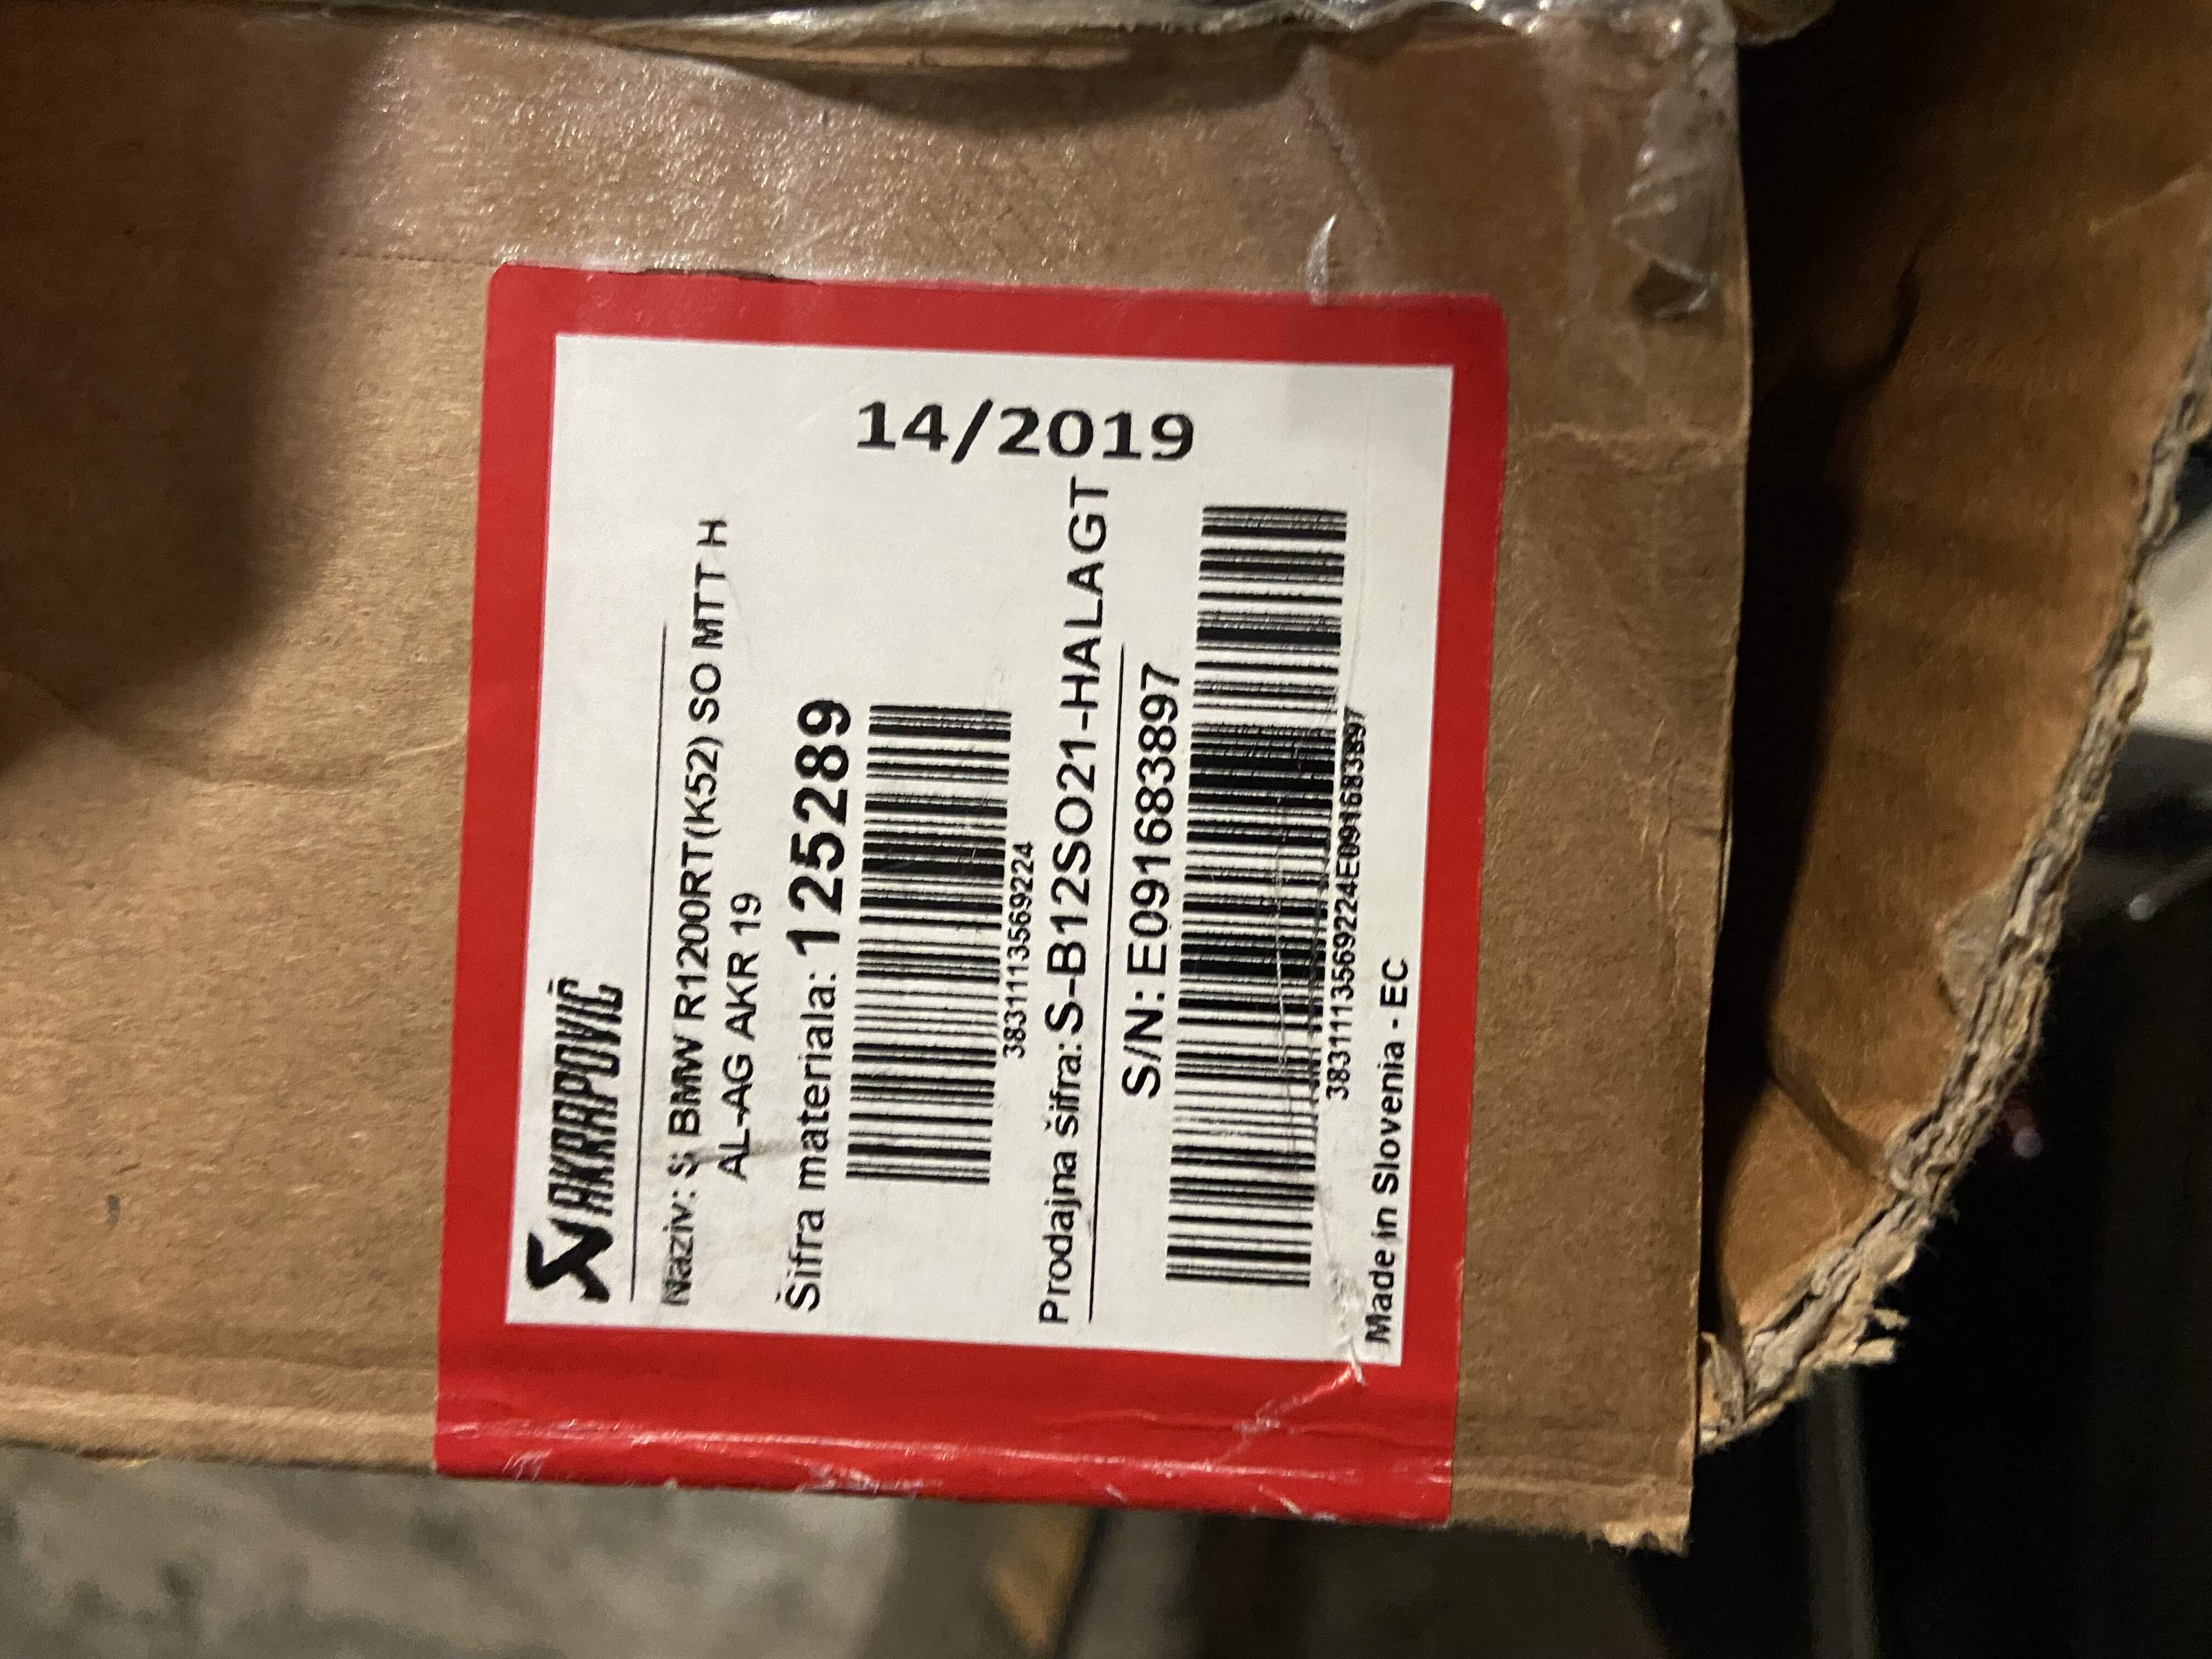 AKRAPOVIČ
Naziv: S BMW R1200RT(K52) SO MTT H
AL-AG AKR 19
Šifra materiala: 125289
14/2019
3831113569224
Prodajna šifra: S-B12SO21-HALAGT
S/N: E091683897
3831113569224E091683897
Made in Slovenia - EC